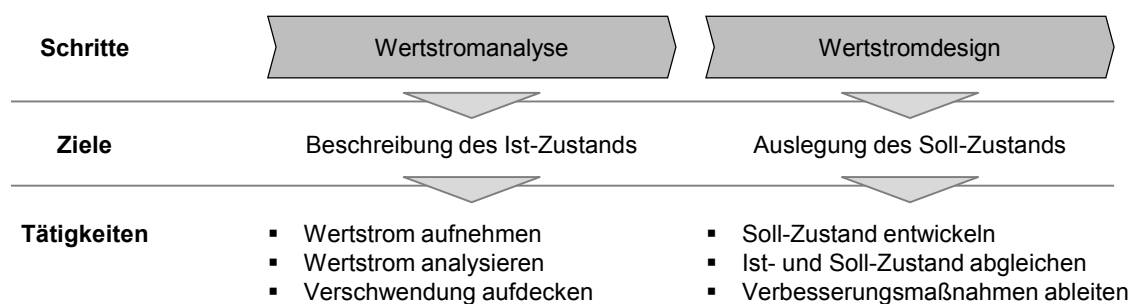 Schritte Wertstromanalyse Wertstromdesign
Ziele Beschreibung des Ist-Zustands Auslegung des Soll-Zustands
Tätigkeiten ▪ Wertstrom aufnehmen ▪ Soll-Zustand entwickeln
▪ Wertstrom analysieren ▪ Ist- und Soll-Zustand abgleichen
▪ Verschwendung aufdecken ▪ Verbesserungsmaßnahmen ableiten